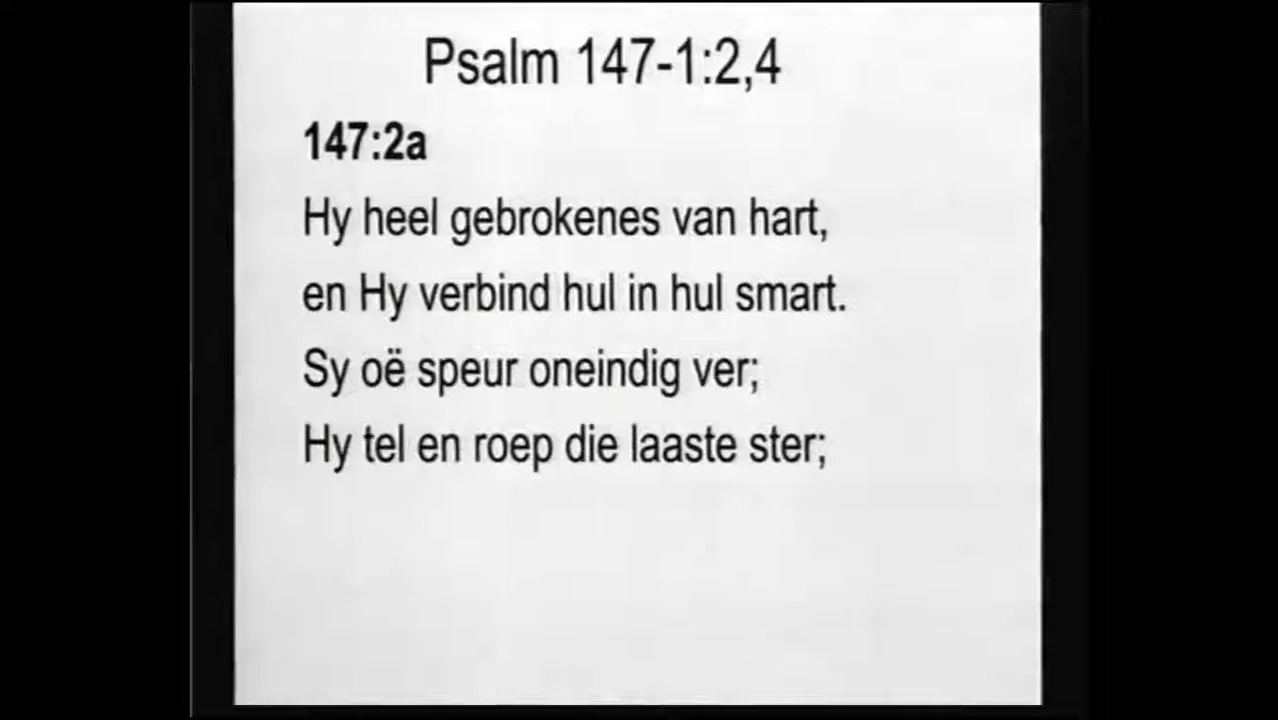 Psalm 147-1:2,4
147:2a
Hy heel gebrokenes van hart,
en Hy verbind hul in hul smart.
Sy oë speur oneindig ver;
Hy tel en roep die laaste ster;